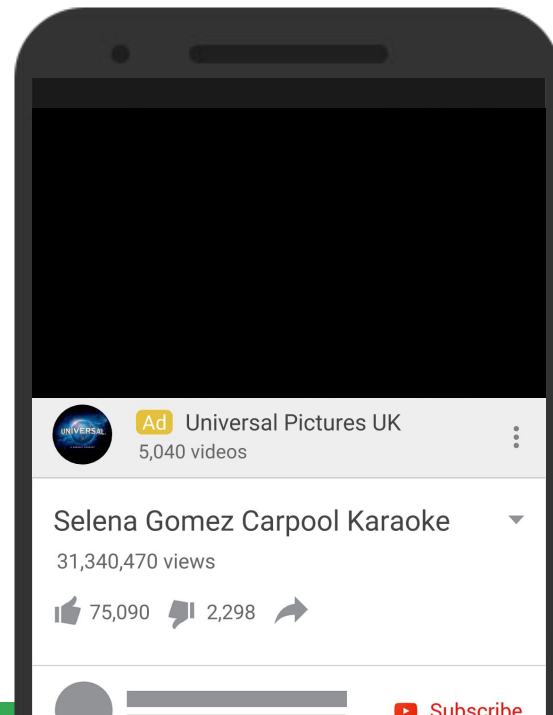 UNIVERSAL
Ad Universal Pictures UK
5,040 videos
Selena Gomez Carpool Karaoke
31,340,470 views
75,090 2,298
Subscribe